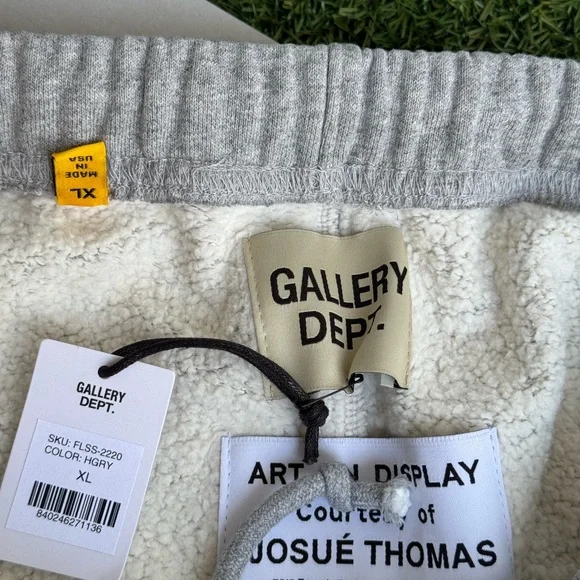 XL
MADE
IN
USA
GALLERY
DEPT.
GALLERY
DEPT.
SKU: FLSS-2220
COLOR: HGRY
XL
840246271136
ART ON DISPLAY
Courtesy of
JOSUÉ THOMAS